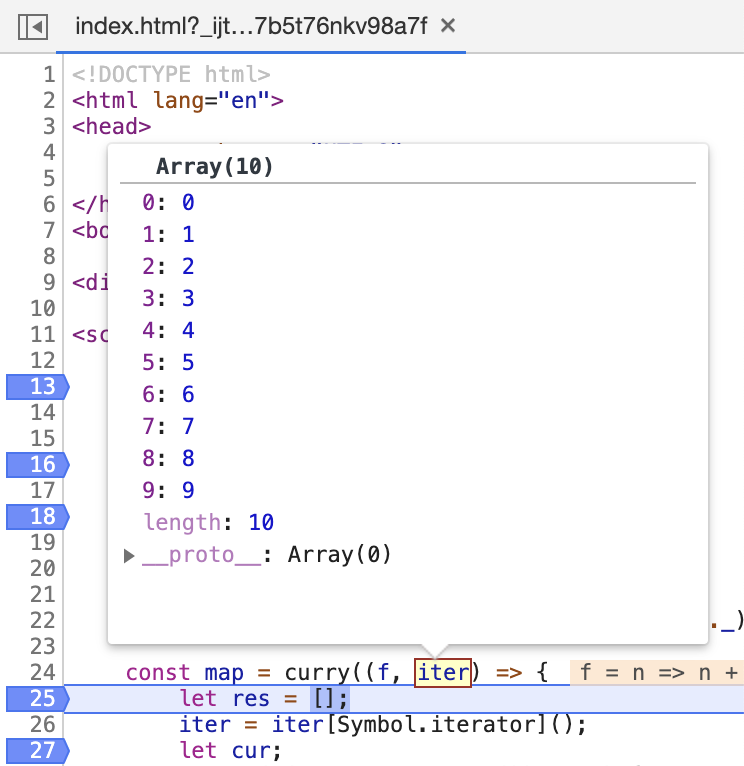 index.html?_ijt...7b5t76nkv98a7f ×
1 <!DOCTYPE html>
2 <html lang="en">
3 <head>
4
5
6 </h
7 <bo
8
9 <di
10
11 <sc
12
13
14
15
16
17
18
19
20
21
22 ._)
23
Array(10)
0: 0
1: 1
2: 2
3: 3
4: 4
5: 5
6: 6
7: 7
8: 8
9: 9
length: 10
▶ __proto__: Array(0)
24 const map = curry((f, iter) => { f = n => n +
25 let res = [];
26 iter = iter[Symbol.iterator]();
27 let cur;